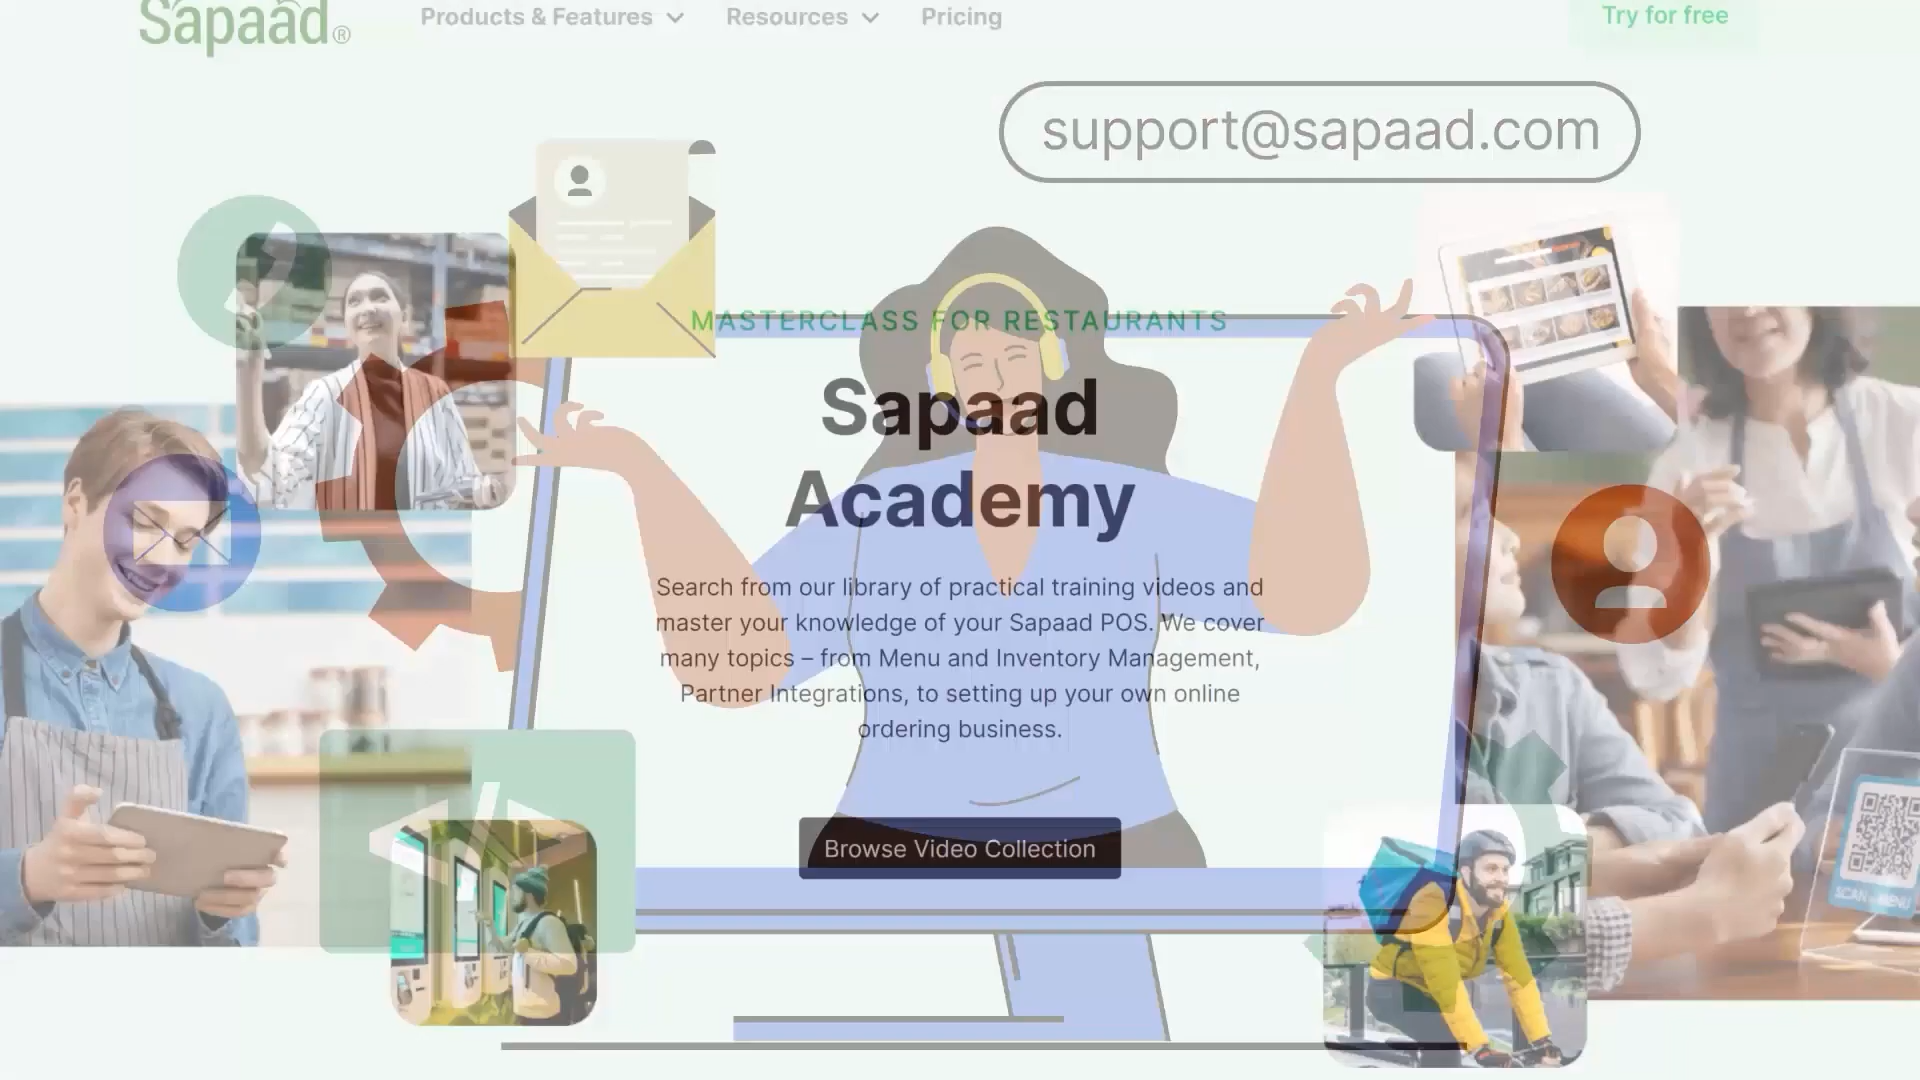 Sapaad®
Products & Features
Resources
Pricing
Try for free
support@sapaad.com
MASTERCLASS FOR RESTAURANTS
Sapaad
Academy
Search from our library of practical training videos and
master your knowledge of your Sapaad POS. We cover
many topics – from Menu and Inventory Management,
Partner Integrations, to setting up your own online
ordering business.
Browse Video Collection
SCAN MENU